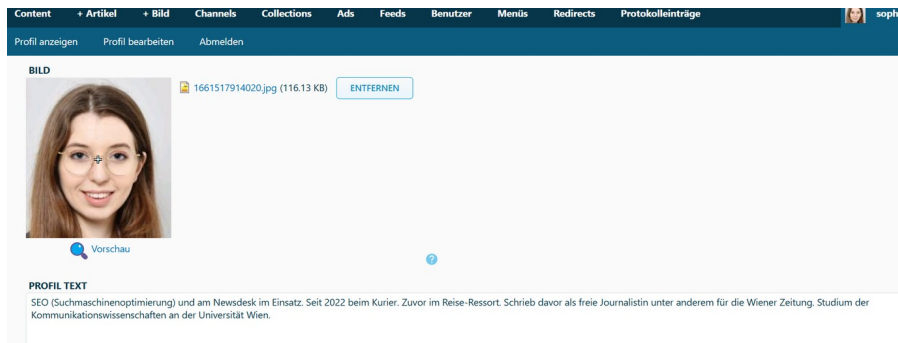 Content + Artikel + Bild Channels Collections Ads Feeds Benutzer Menüs Redirects Protokolleinträge soph
Profil anzeigen Profil bearbeiten Abmelden
BILD
1661517914020.jpg (116.13 KB) ENTFERNEN
Vorschau
?
PROFIL TEXT
SEO (Suchmaschinenoptimierung) und am Newsdesk im Einsatz. Seit 2022 beim Kurier. Zuvor im Reise-Ressort. Schrieb davor als freie Journalistin unter anderem für die Wiener Zeitung. Studium der
Kommunikationswissenschaften an der Universität Wien.